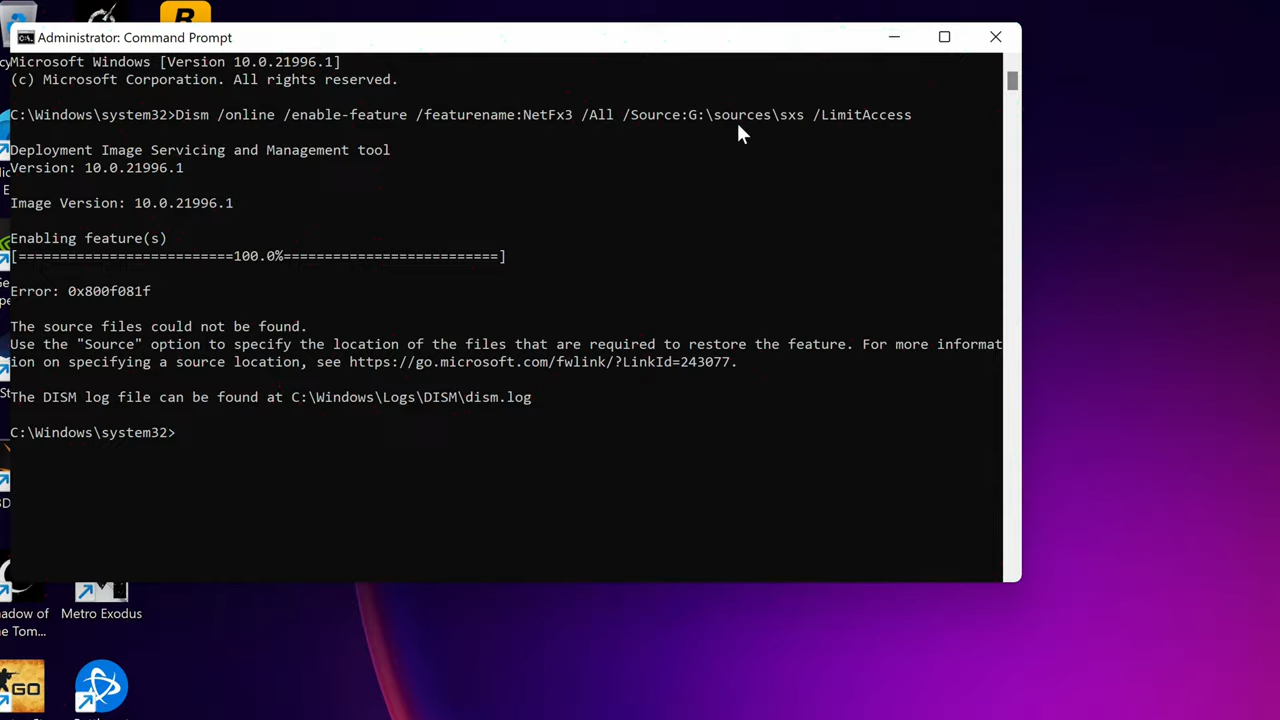 Administrator: Command Prompt
Microsoft Windows [Version 10.0.21996.1]
(c) Microsoft Corporation. All rights reserved.
C:\Windows\system32>Dism /online /enable-feature /featurename:NetFx3 /All /Source:G:\sources\sxs /LimitAccess
Deployment Image Servicing and Management tool
Version: 10.0.21996.1
Image Version: 10.0.21996.1
Enabling feature(s)
[==========================100.0%==========================]
Error: 0x800f081f
The source files could not be found.
Use the "Source" option to specify the location of the files that are required to restore the feature. For more informat
ion on specifying a source location, see https://go.microsoft.com/fwlink/?LinkId=243077.
The DISM log file can be found at C:\Windows\Logs\DISM\dism.log
C:\Windows\system32>
Metro Exodus
of
Tom...
GO